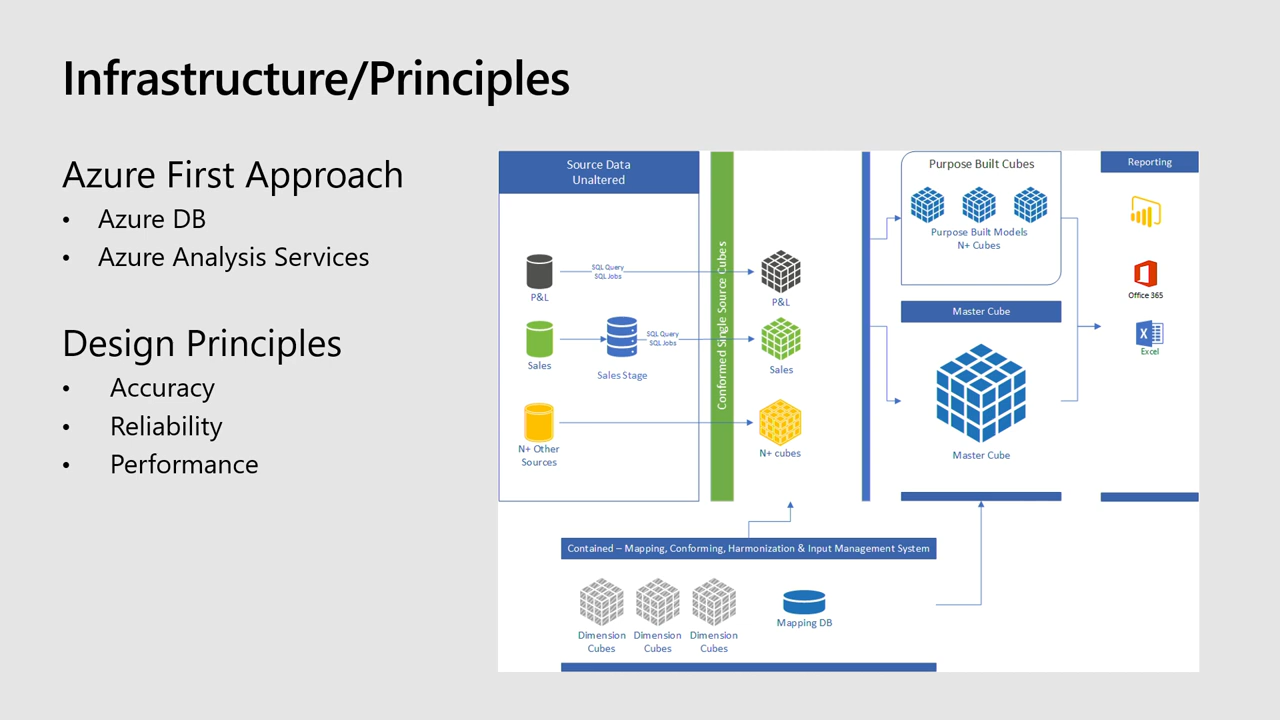 Infrastructure/Principles
Azure First Approach
• Azure DB
• Azure Analysis Services
Design Principles
• Accuracy
• Reliability
• Performance
Source Data
Unaltered
P&L
SQL Query
SQL Jobs
Sales
Sales Stage
SQL Query
SQL Jobs
N+ Other
Sources
Conformed Single Source Cubes
P&L
Sales
N+ cubes
Purpose Built Cubes
Purpose Built Models
N+ Cubes
Master Cube
Master Cube
Reporting
Office 365
Excel
Contained – Mapping, Conforming, Harmonization & Input Management System
Dimension
Cubes
Dimension
Cubes
Dimension
Cubes
Mapping DB